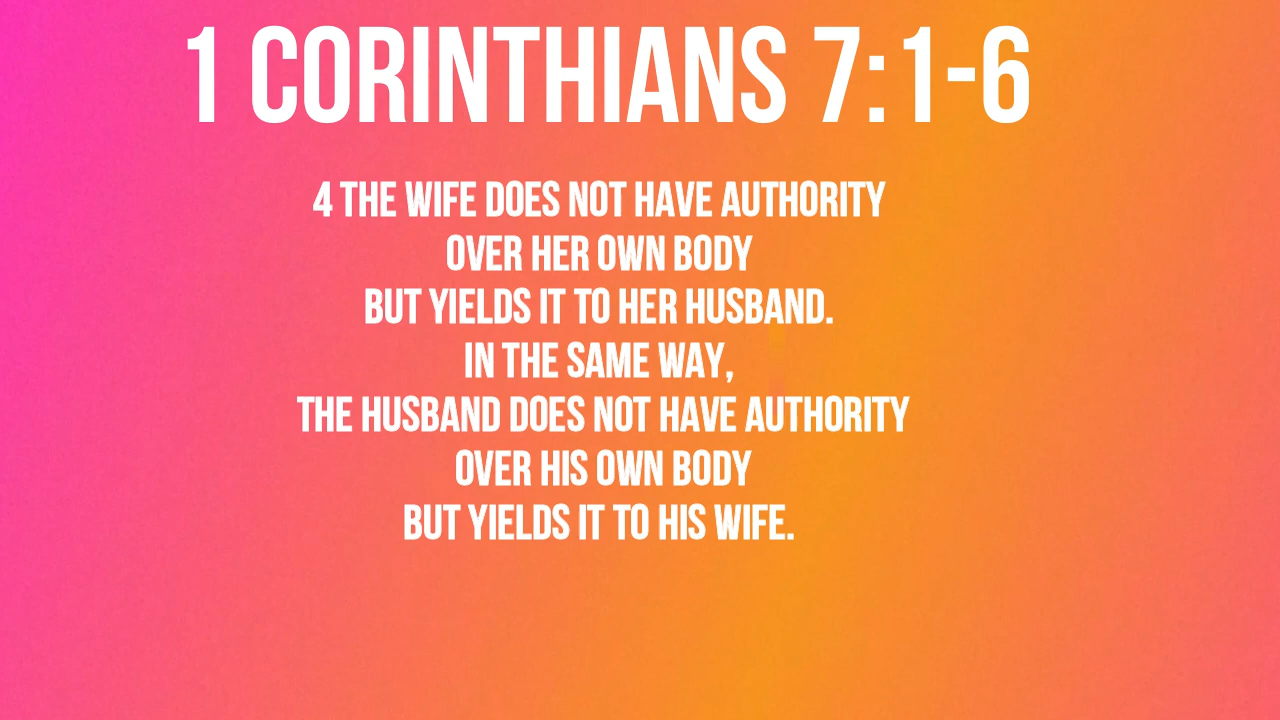 1 CORINTHIANS 7:1-6
4 THE WIFE DOES NOT HAVE AUTHORITY
OVER HER OWN BODY
BUT YIELDS IT TO HER HUSBAND.
IN THE SAME WAY,
THE HUSBAND DOES NOT HAVE AUTHORITY
OVER HIS OWN BODY
BUT YIELDS IT TO HIS WIFE.